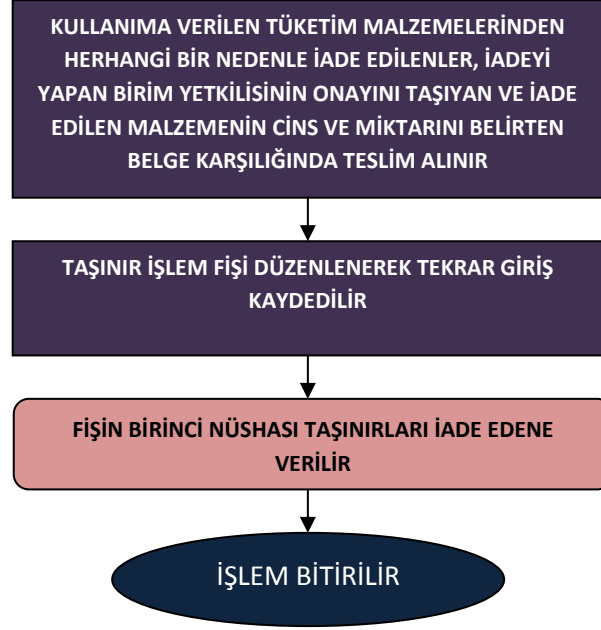 KULLANIMA VERİLEN TÜKETİM MALZEMELERİNDEN
HERHANGİ BİR NEDENLE İADE EDİLENLER, İADEYİ
YAPAN BİRİM YETKİLİSİNİN ONAYINI TAŞIYAN VE İADE
EDİLEN MALZEMENİN CİNS VE MİKTARINI BELİRTEN
BELGE KARŞILIĞINDA TESLİM ALINIR
TAŞINIR İŞLEM FİŞİ DÜZENLENEREK TEKRAR GİRİŞ
KAYDEDİLİR
FİŞİN BİRİNCİ NÜSHASI TAŞINIRLARI İADE EDENE
VERİLİR
İŞLEM BİTİRİLİR